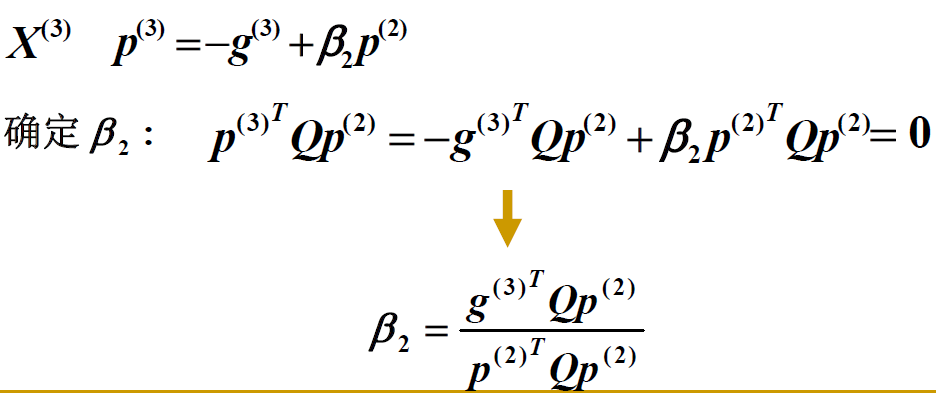 X⁽³⁾ p⁽³⁾ = −g⁽³⁾ + β₂p⁽²⁾
确定 β₂ : p⁽³⁾ᵀQp⁽²⁾ = −g⁽³⁾ᵀQp⁽²⁾ + β₂p⁽²⁾ᵀQp⁽²⁾ = 0
β₂ = g⁽³⁾ᵀQp⁽²⁾ / p⁽²⁾ᵀQp⁽²⁾